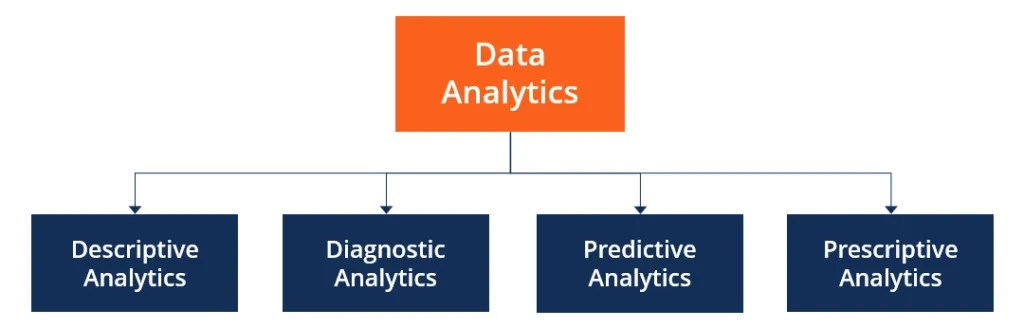 Data
Analytics
Descriptive
Analytics
Diagnostic
Analytics
Predictive
Analytics
Prescriptive
Analytics